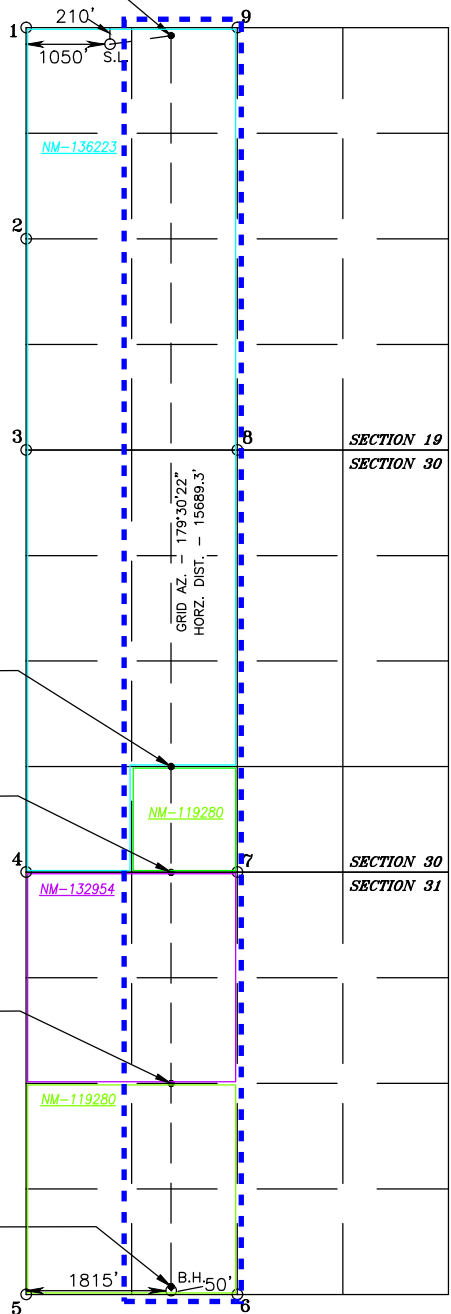 210'
1
9
1050'
S.L.
NM-136223
2
3
8
SECTION 19
SECTION 30
GRID AZ. - 179°30'22"
HORZ. DIST. - 15689.3'
NM-119280
4
7
SECTION 30
SECTION 31
NM-132954
NM-119280
1815'
B.H.
50'
5
6